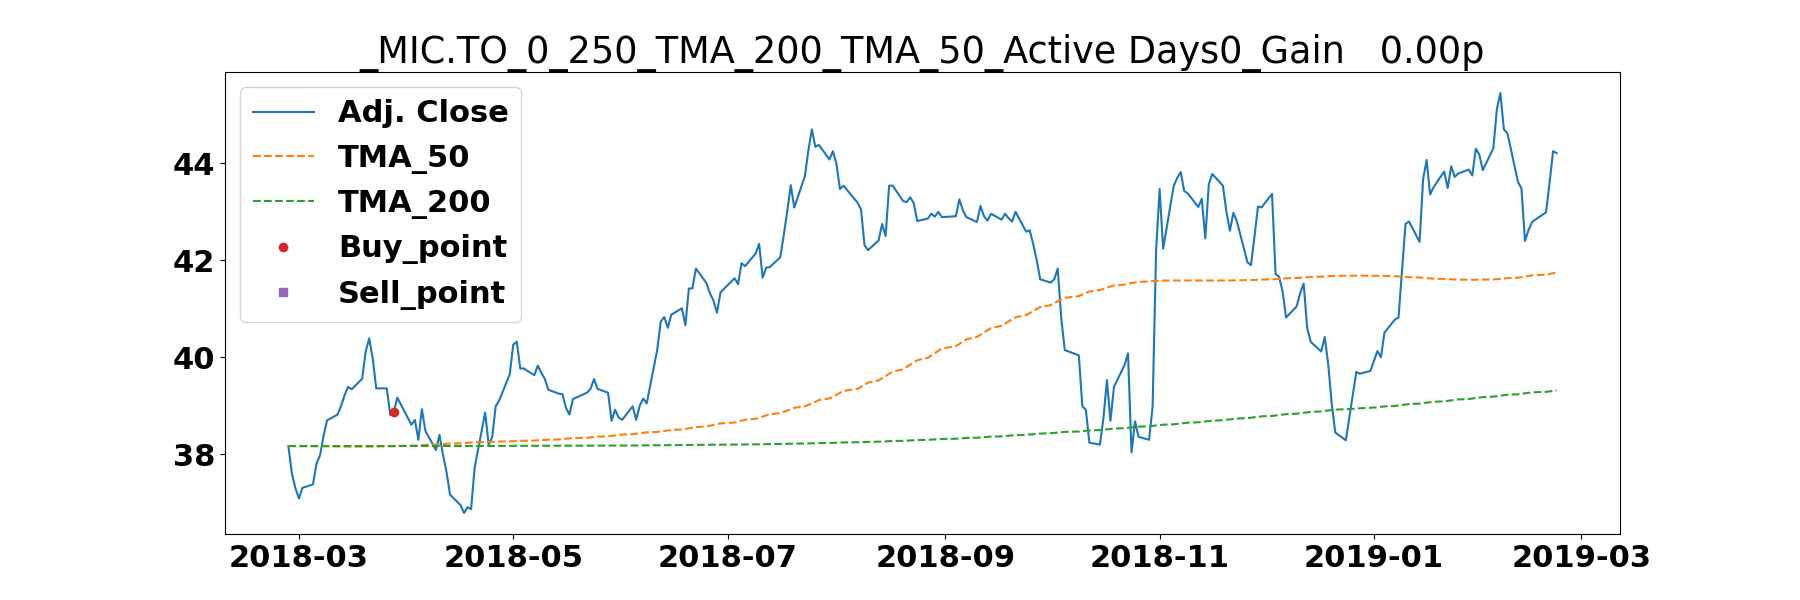 _MIC.TO_0_250_TMA_200_TMA_50_Active Days0_Gain   0.00p
Adj. Close
TMA_50
TMA_200
Buy_point
Sell_point
44
42
40
38
2018-03 2018-05 2018-07 2018-09 2018-11 2019-01 2019-03